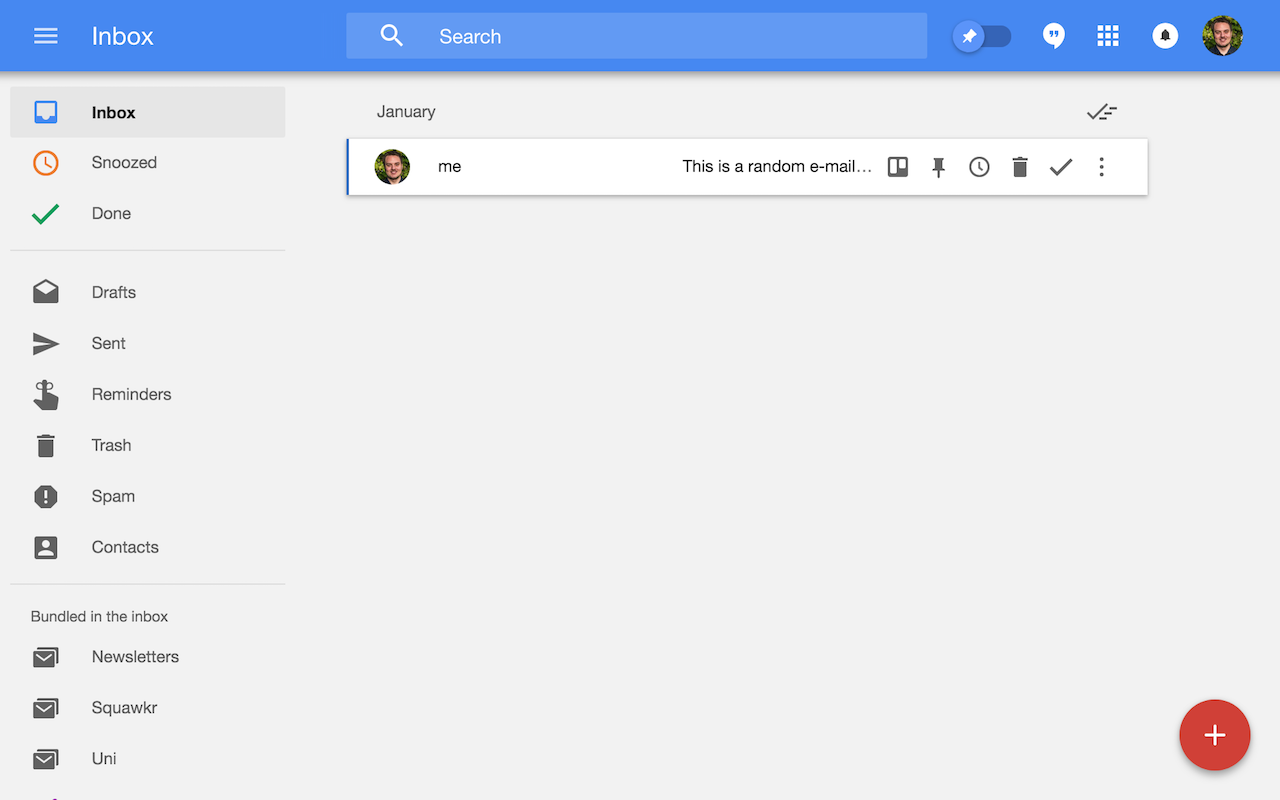 Inbox
Search
Inbox
Snoozed
Done
Drafts
Sent
Reminders
Trash
Spam
Contacts
Bundled in the inbox
Newsletters
Squawkr
Uni
January
me This is a random e-mail…